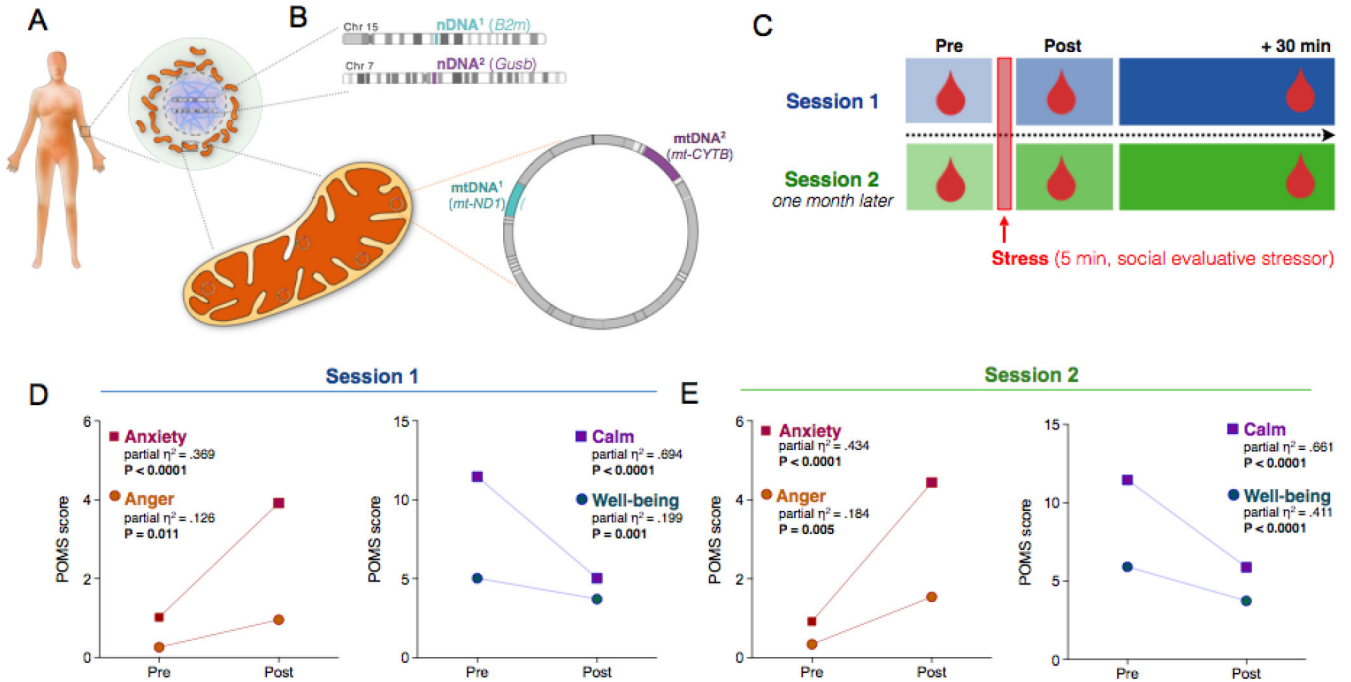 A
B
Chr 15
nDNA¹ (B2m)
Chr 7
nDNA² (Gusb)
mtDNA²
(mt-CYTB)
mtDNA¹
(mt-ND1)
C
Pre
Post
+ 30 min
Session 1
Session 2
one month later
Stress (5 min, social evaluative stressor)
D
Session 1
6
4
2
0
POMS score
Anxiety
partial η² = .369
P < 0.0001
Anger
partial η² = .126
P = 0.011
Pre
Post
15
10
5
0
POMS score
Calm
partial η² = .694
P < 0.0001
Well-being
partial η² = .199
P = 0.001
Pre
Post
E
Session 2
6
4
2
0
POMS score
Anxiety
partial η² = .434
P < 0.0001
Anger
partial η² = .184
P = 0.005
Pre
Post
15
10
5
0
POMS score
Calm
partial η² = .661
P < 0.0001
Well-being
partial η² = .411
P < 0.0001
Pre
Post